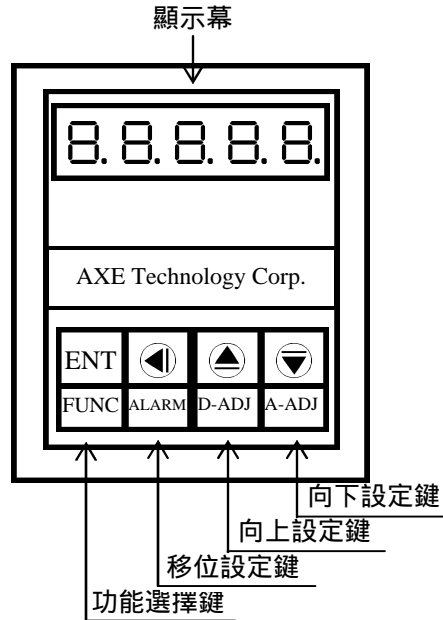 顯示幕
8.8.8.8.8.
AXE Technology Corp.
ENT
FUNC ALARM D-ADJ A-ADJ
向下設定鍵
向上設定鍵
移位設定鍵
功能選擇鍵